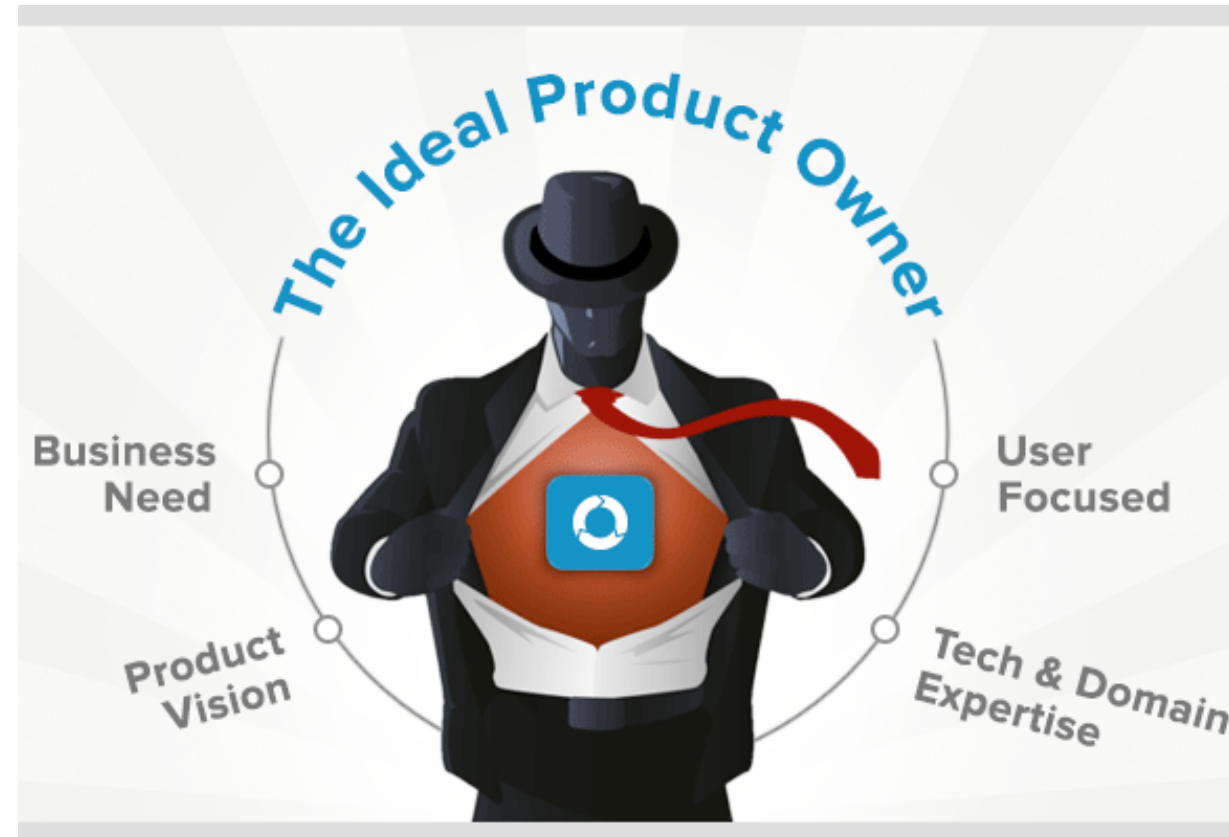 The Ideal Product Owner
Business
Need
User
Focused
Product
Vision
Tech & Domain
Expertise